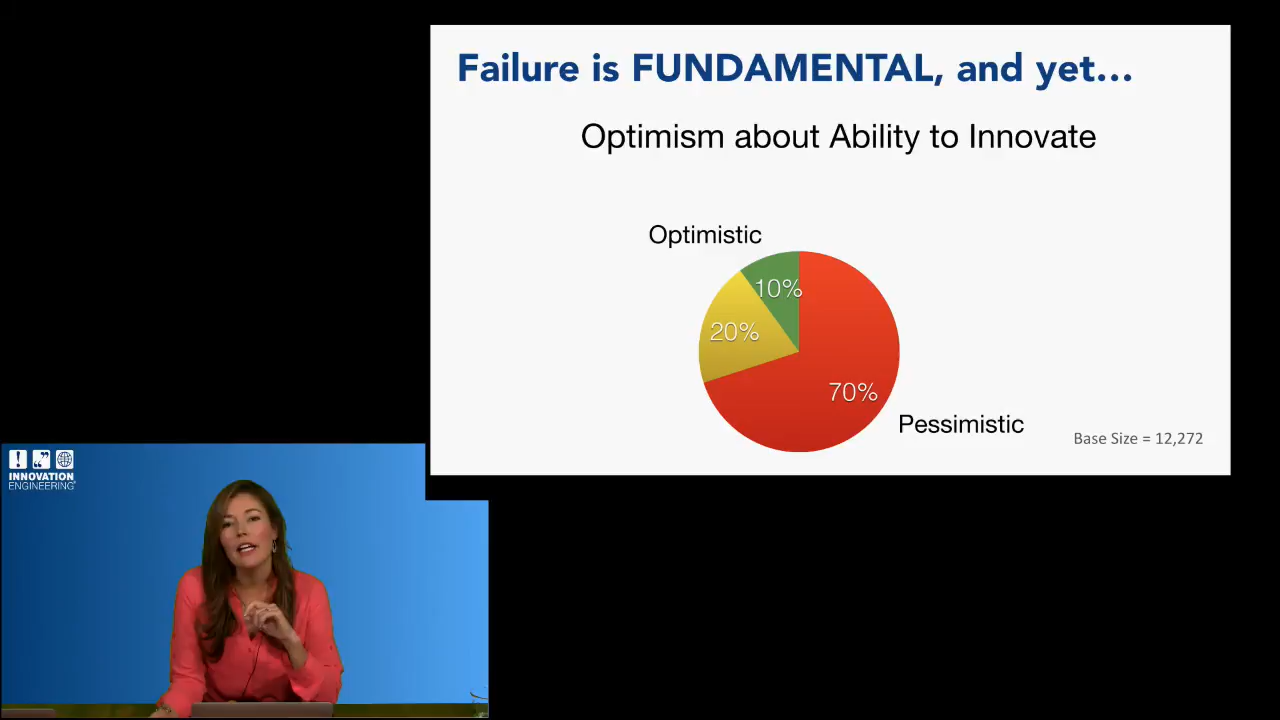 Failure is FUNDAMENTAL, and yet…
Optimism about Ability to Innovate
Optimistic
10%
20%
70%
Pessimistic
Base Size = 12,272
INNOVATION
ENGINEERING